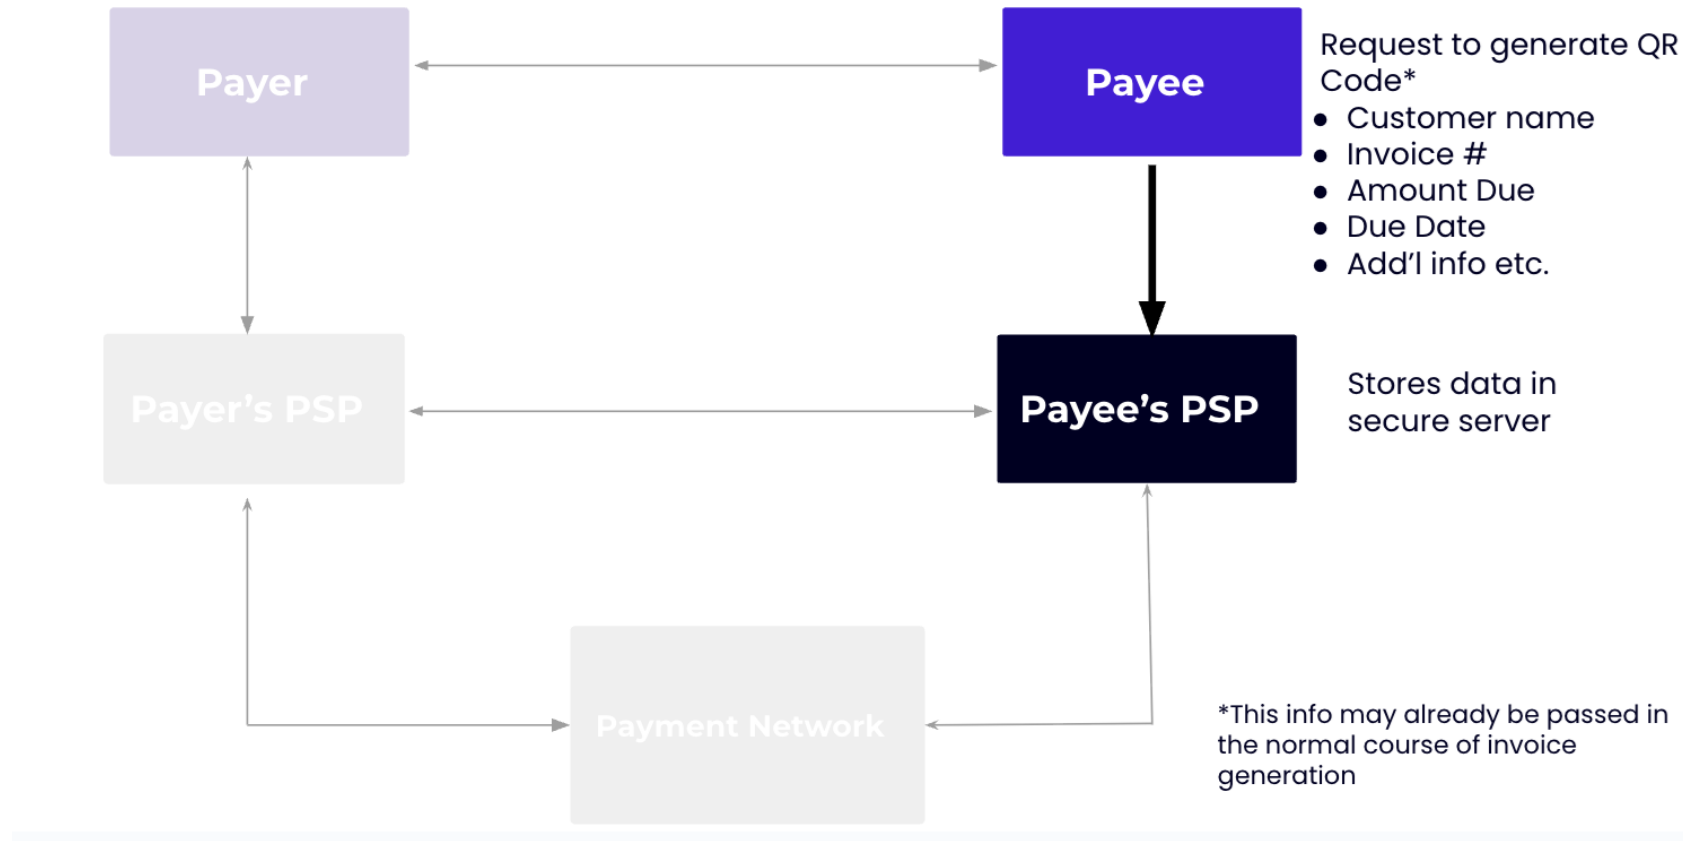 Payer
Payee
Request to generate QR
Code*
● Customer name
● Invoice #
● Amount Due
● Due Date
● Add’l info etc.
Payer’s PSP
Payee’s PSP
Stores data in
secure server
Payment Network
*This info may already be passed in
the normal course of invoice
generation